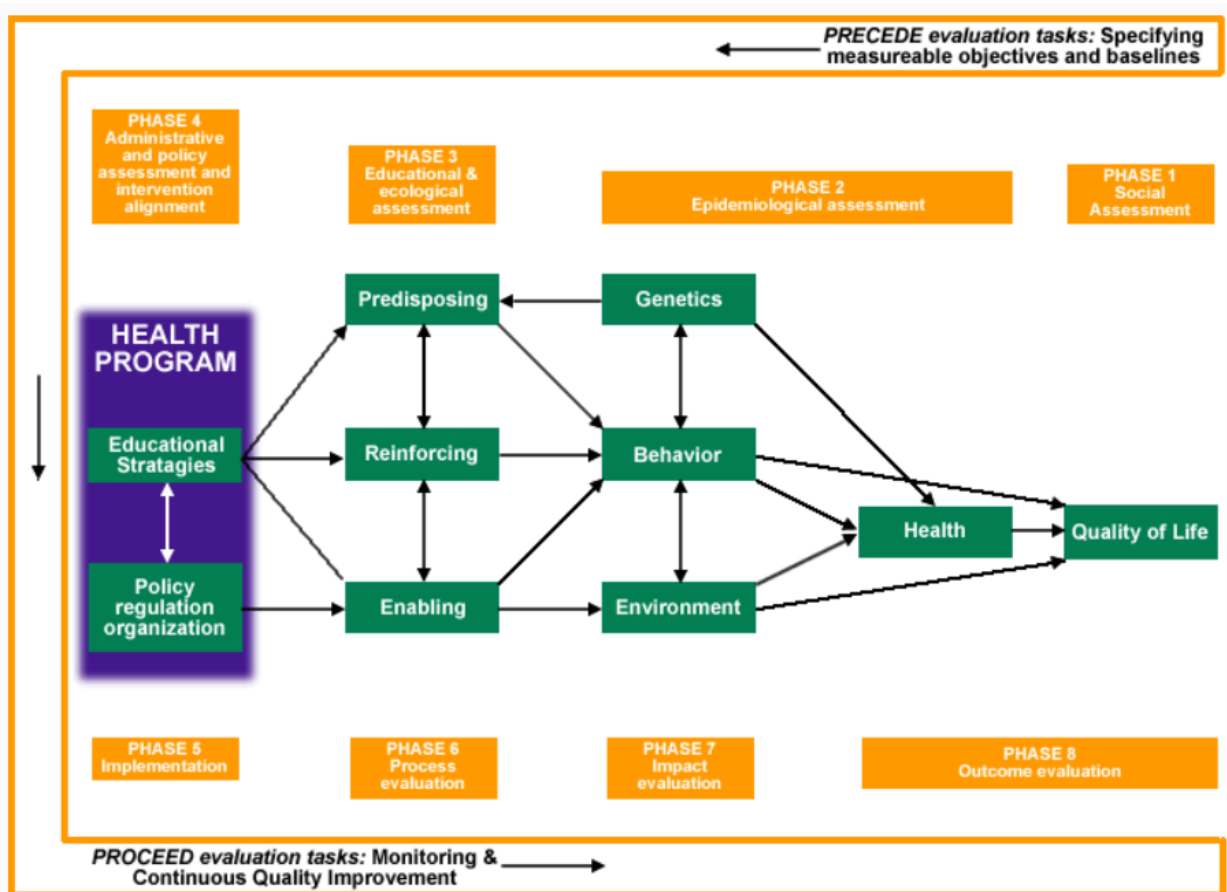 PRECEDE evaluation tasks: Specifying
measureable objectives and baselines
PHASE 4
Administrative
and policy
assessment and
intervention
alignment
PHASE 3
Educational &
ecological
assessment
PHASE 2
Epidemiological assessment
PHASE 1
Social
Assessment
HEALTH
PROGRAM
Predisposing
Genetics
Educational
Stratagies
Reinforcing
Behavior
Health
Quality of Life
Policy
regulation
organization
Enabling
Environment
PHASE 5
Implementation
PHASE 6
Process
evaluation
PHASE 7
Impact
evaluation
PHASE 8
Outcome evaluation
PROCEED evaluation tasks: Monitoring &
Continuous Quality Improvement